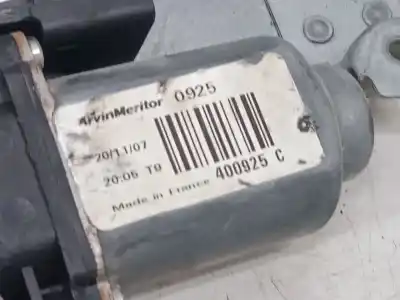 ArvinMeritor 0925
20/11/07
20:05 T9
400925 C
Made in France